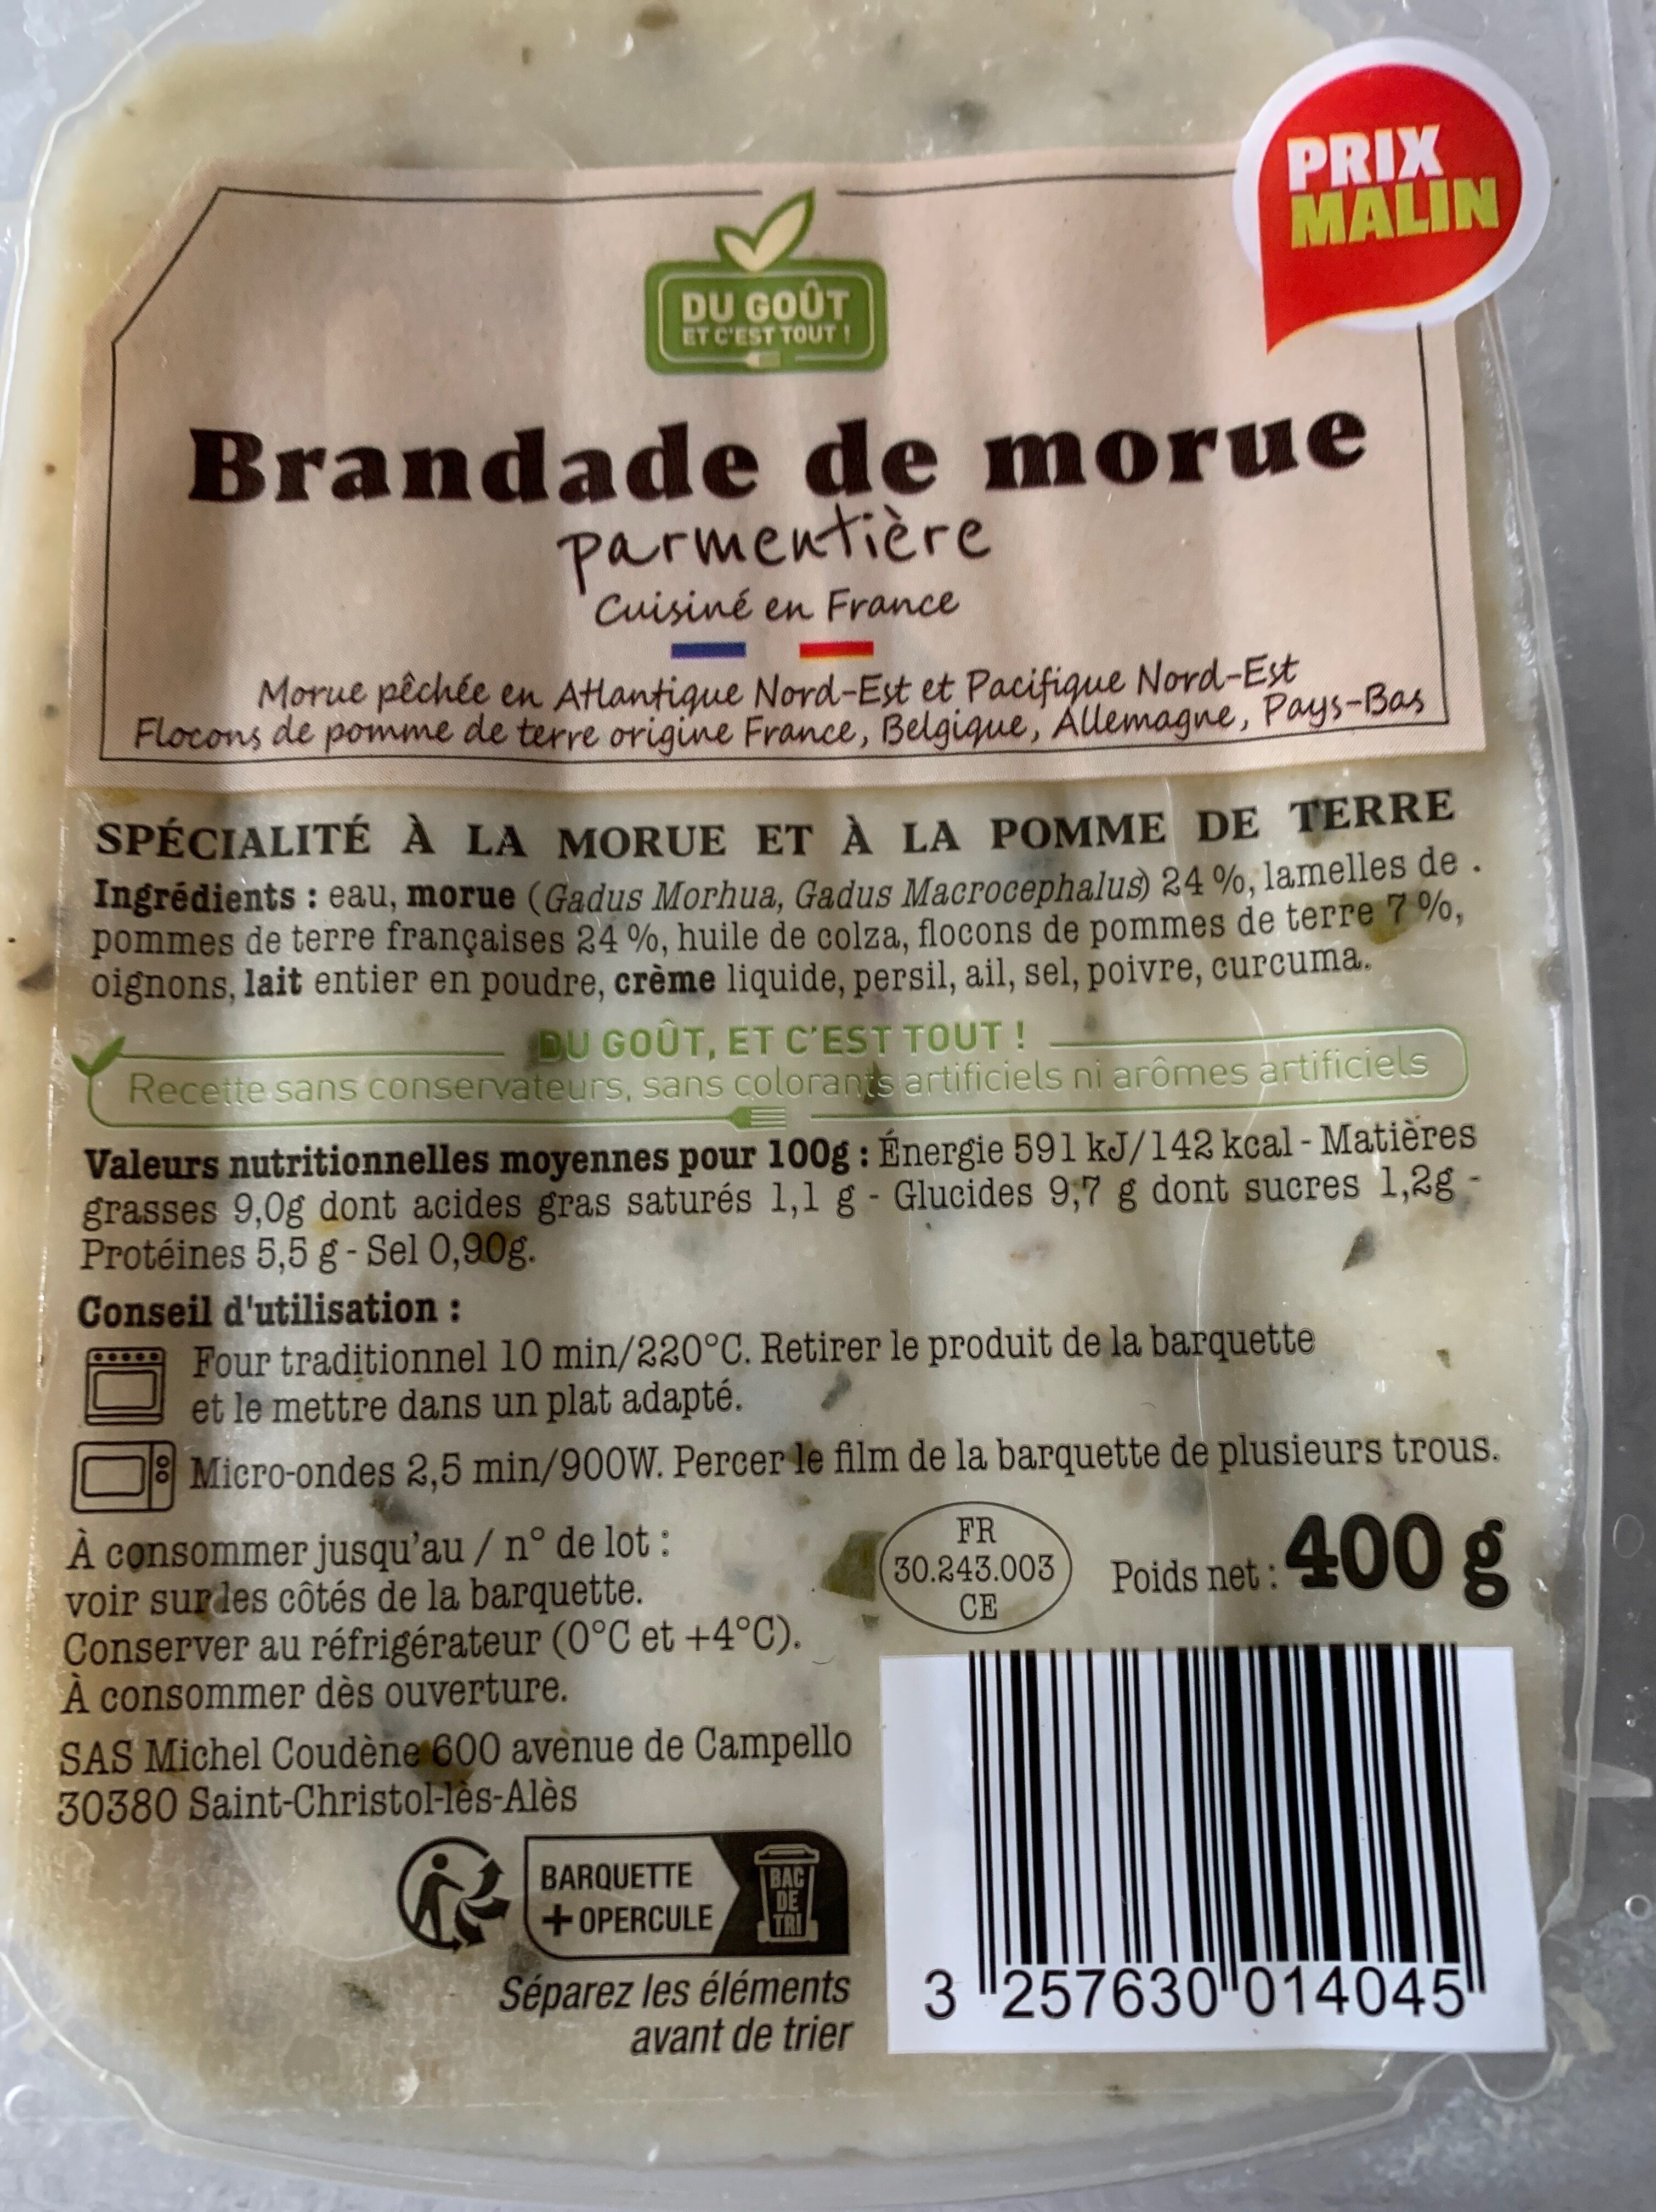 PRIX
MALIN
DU GOÛT
ET C'EST TOUT !
Brandade de morue
parmentière
Cuisiné en France
Morue pêchée en Atlantique Nord-Est et Pacifique Nord-Est
Flocons de pomme de terre origine France, Belgique, Allemagne, Pays-Bas
SPÉCIALITÉ À LA MORUE ET À LA POMME DE TERRE
Ingrédients : eau, morue (Gadus Morhua, Gadus Macrocephalus) 24 %, lamelles de
pommes de terre françaises 24 %, huile de colza, flocons de pommes de terre 7 %,
oignons, lait entier en poudre, crème liquide, persil, ail, sel, poivre, curcuma.
DU GOÛT, ET C'EST TOUT !
Recette sans conservateurs, sans colorants artificiels ni arômes artificiels
Valeurs nutritionnelles moyennes pour 100g : Énergie 591 kJ/142 kcal - Matières
grasses 9,0g dont acides gras saturés 1,1 g - Glucides 9,7 g dont sucres 1,2g -
Protéines 5,5 g - Sel 0,90g.
Conseil d'utilisation :
Four traditionnel 10 min/220°C. Retirer le produit de la barquette
et le mettre dans un plat adapté.
Micro-ondes 2,5 min/900W. Percer le film de la barquette de plusieurs trous.
À consommer jusqu'au / n° de lot :
voir sur les côtés de la barquette.
Conserver au réfrigérateur (0°C et +4°C).
À consommer dès ouverture.
FR
30.243.003
CE
Poids net : 400 g
SAS Michel Coudène 600 avenue de Campello
30380 Saint-Christol-lès-Alès
BARQUETTE
+ OPERCULE
BAC
DE
TRI
Séparez les éléments
avant de trier
3 257630 014045